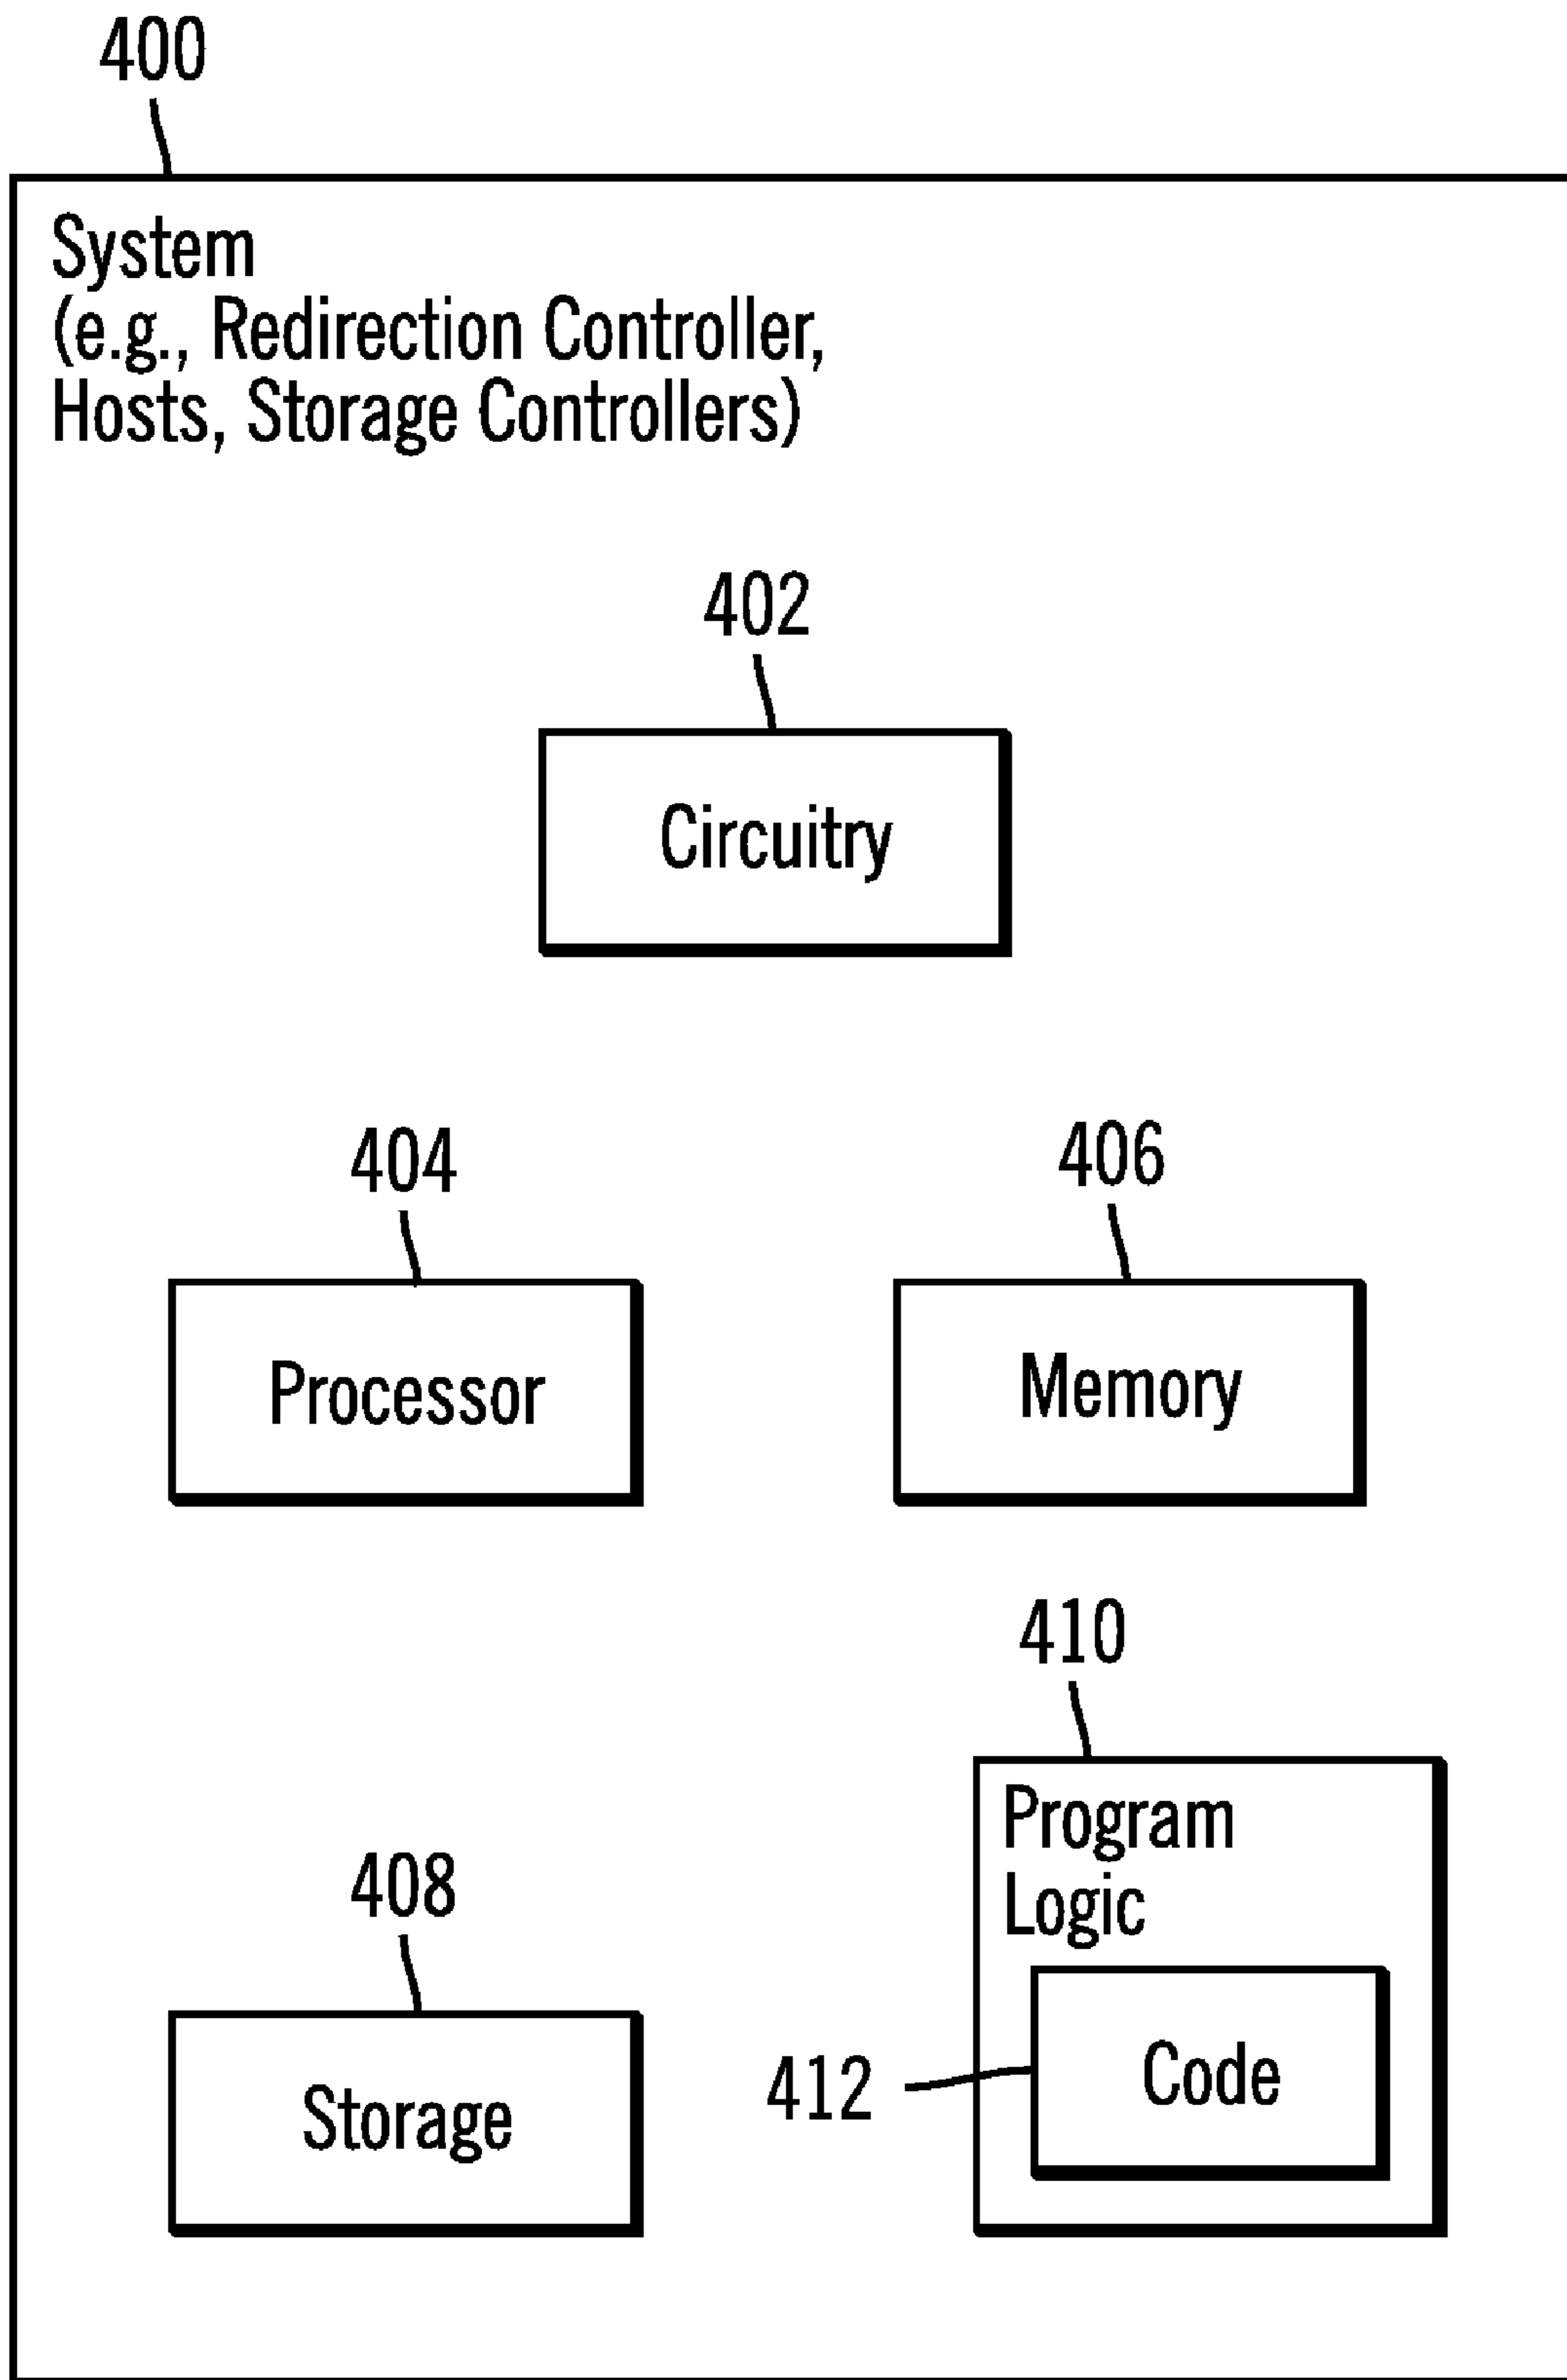 400
System
(e.g., Redirection Controller,
Hosts, Storage Controllers)
402
Circuitry
404
406
Processor
Memory
410
Program
Logic
408
412
Code
Storage